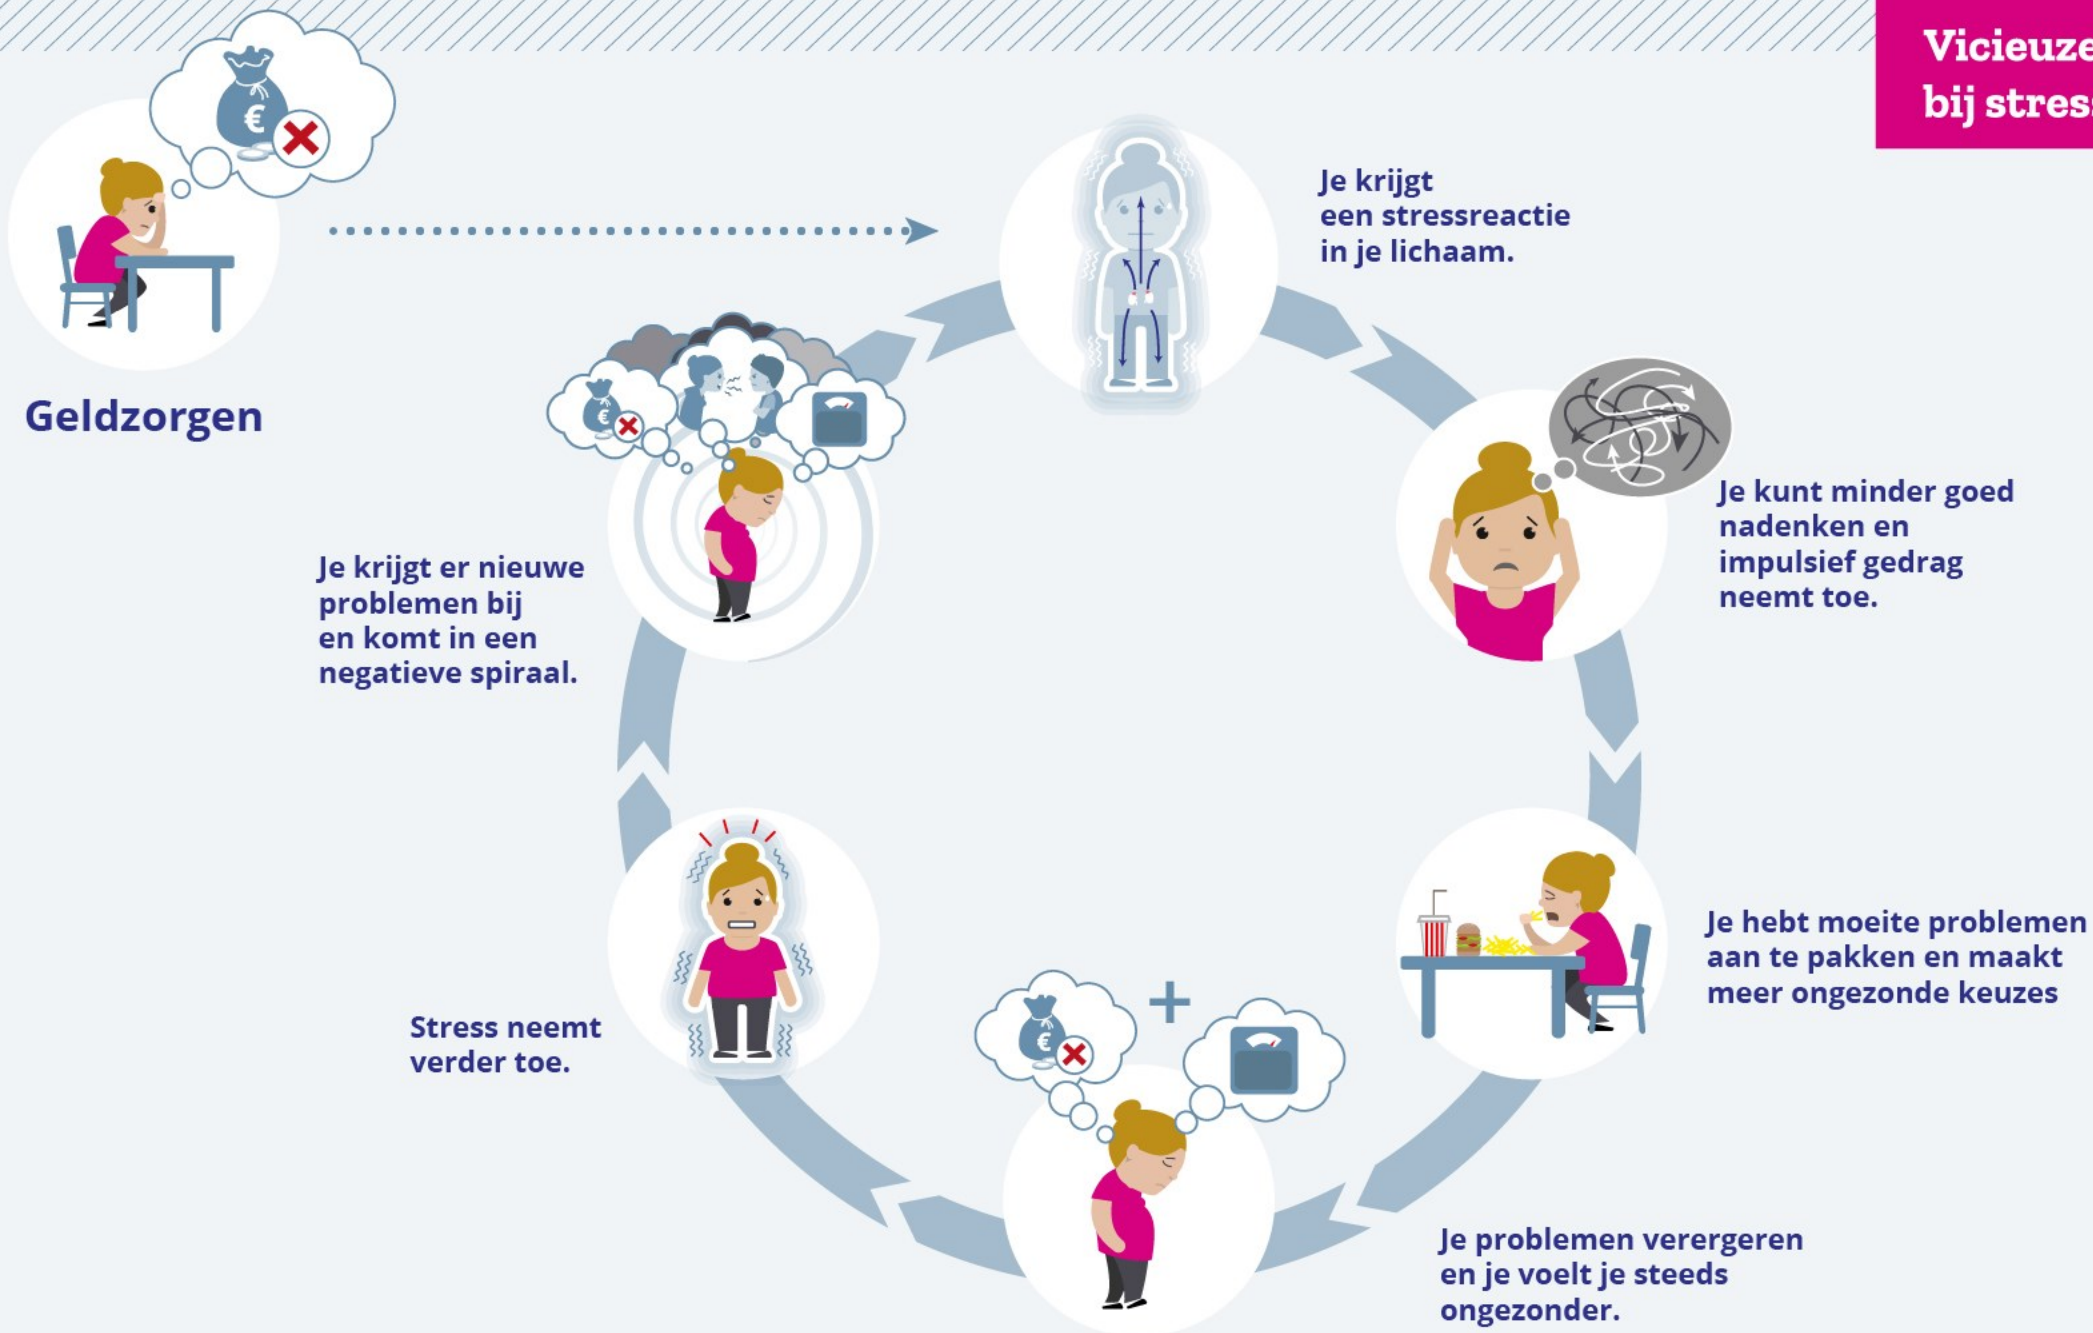 Vicieuze
bij stress
Geldzorgen
Je krijgt
een stressreactie
in je lichaam.
Je kunt minder goed
nadenken en
impulsief gedrag
neemt toe.
Je hebt moeite problemen
aan te pakken en maakt
meer ongezonde keuzes
Je problemen verergeren
en je voelt je steeds
ongezonder.
Stress neemt
verder toe.
Je krijgt er nieuwe
problemen bij
en komt in een
negatieve spiraal.